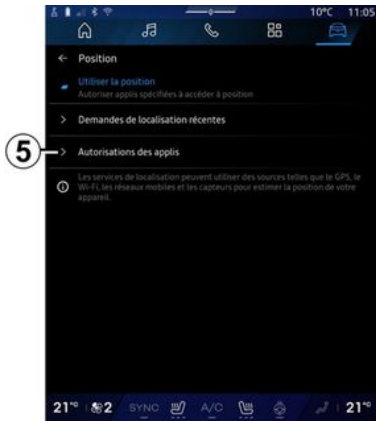 10°C 11:05
Position
Utiliser la position
Autoriser applis spécifiées à accéder à position
Demandes de localisation récentes
5
Autorisations des applis
Les services de localisation peuvent utiliser des sources telles que le GPS, le
Wi-Fi, les réseaux mobiles et les capteurs pour estimer la position de votre
appareil.
21°C 2 SYNC A/C 21°C